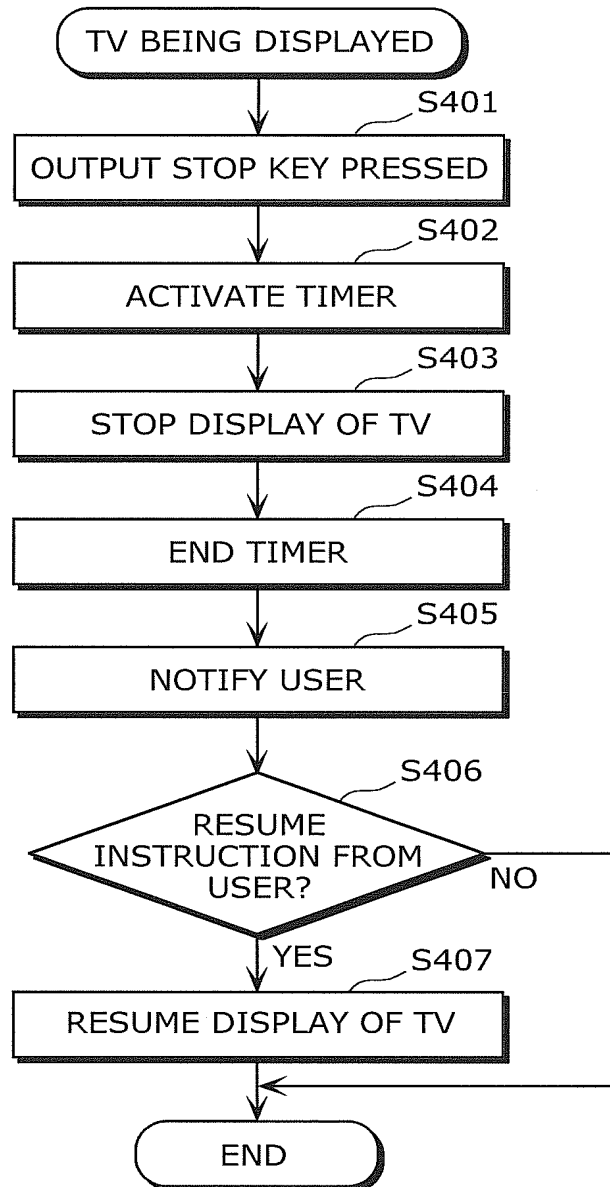 TV BEING DISPLAYED
S401
OUTPUT STOP KEY PRESSED
S402
ACTIVATE TIMER
S403
STOP DISPLAY OF TV
S404
END TIMER
S405
NOTIFY USER
S406
RESUME
INSTRUCTION FROM
USER?
NO
YES
S407
RESUME DISPLAY OF TV
END